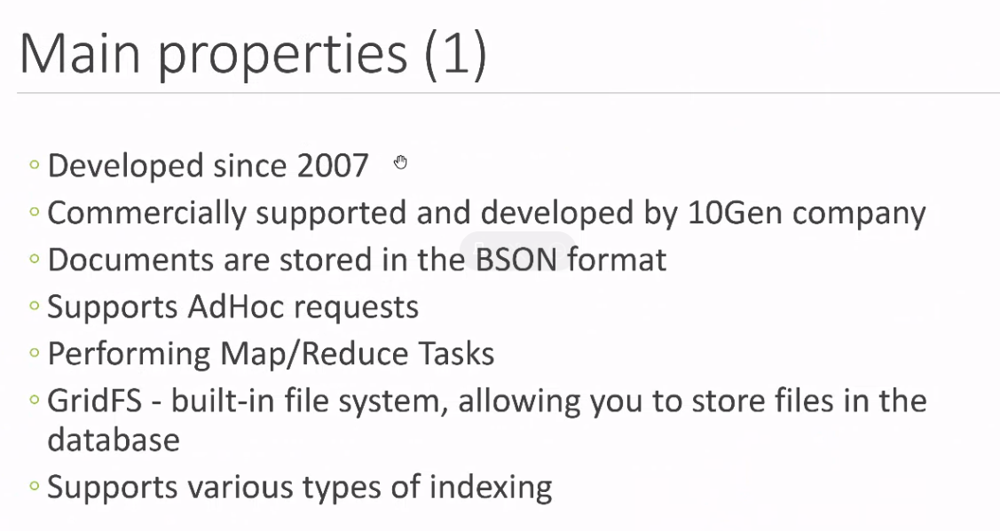 Main properties (1)
Developed since 2007
Commercially supported and developed by 10Gen company
Documents are stored in the BSON format
Supports AdHoc requests
Performing Map/Reduce Tasks
GridFS - built-in file system, allowing you to store files in the
database
Supports various types of indexing